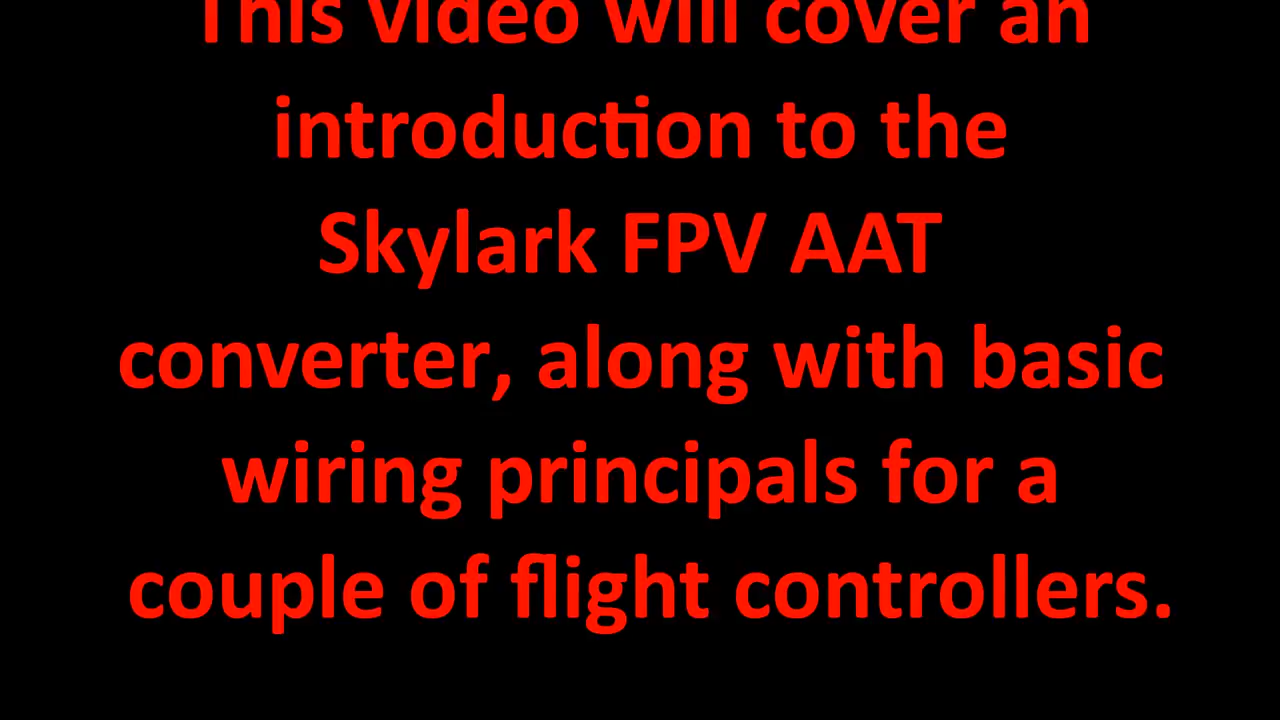 This video will cover an
introduction to the
Skylark FPV AAT
converter, along with basic
wiring principals for a
couple of flight controllers.